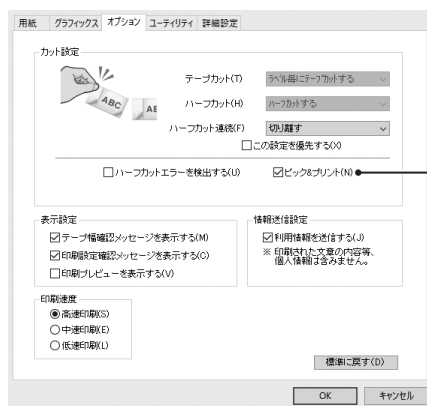 用紙 グラフィックス オプション ユーティリティ 詳細設定
カット設定
ABC
AE
テープカット(T) ラベル毎にテープカットする
ハーフカット(H) ハーフカットする
ハーフカット連続(F) 切り離す
この設定を優先する(X)
ハーフカットエラーを検出する(U) ピック&プリント(N)
表示設定
テープ幅確認メッセージを表示する(M)
印刷設定確認メッセージを表示する(C)
印刷プレビューを表示する(V)
情報送信設定
利用情報を送信する(J)
※ 印刷された文章の内容等、
個人情報は含みません。
印刷速度
高速印刷(S)
中速印刷(E)
低速印刷(L)
標準に戻す(D)
OK キャンセル